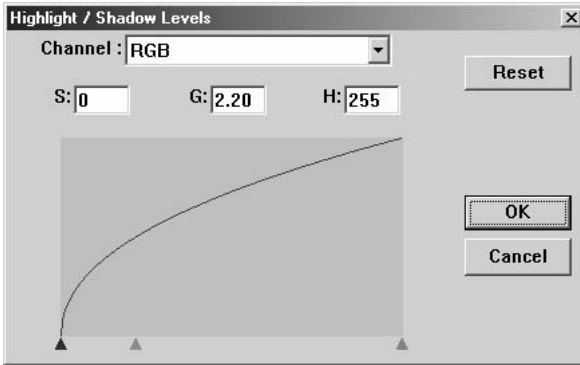 Highlight / Shadow Levels
Channel : RGB
Reset
S: 0 G: 2.20 H: 255
OK
Cancel